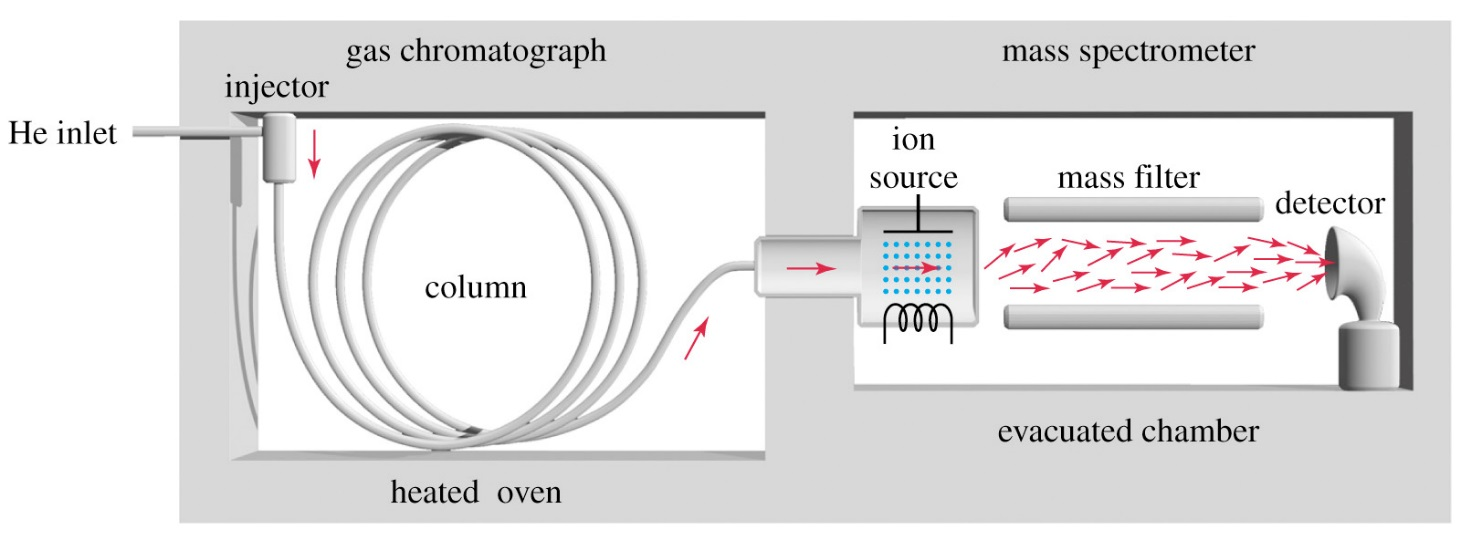 gas chromatograph
mass spectrometer
injector
He inlet
ion
source
mass filter
detector
column
evacuated chamber
heated oven